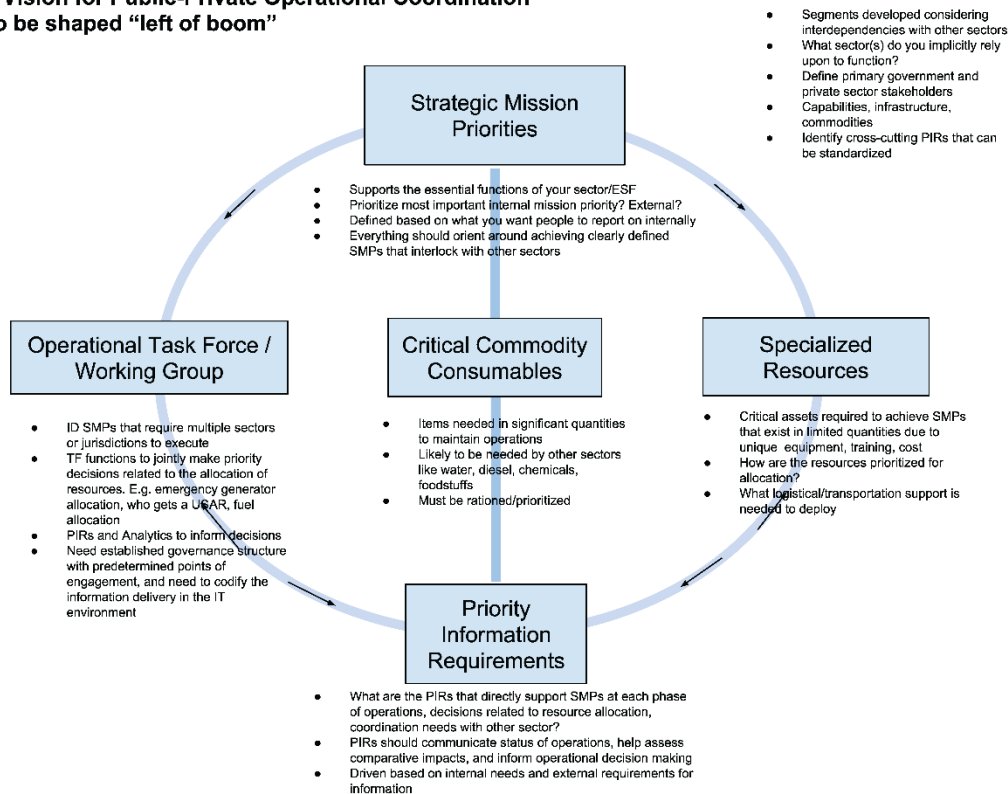 Vision for Public-Private Operational Coordination
o be shaped “left of boom”
● Segments developed considering
interdependencies with other sectors
● What sector(s) do you implicitly rely
upon to function?
● Define primary government and
private sector stakeholders
● Capabilities, infrastructure,
commodities
● Identify cross-cutting PIRs that can
be standardized
Strategic Mission
Priorities
● Supports the essential functions of your sector/ESF
● Prioritize most important internal mission priority? External?
● Defined based on what you want people to report on internally
● Everything should orient around achieving clearly defined
SMPs that interlock with other sectors
Operational Task Force /
Working Group
● ID SMPs that require multiple sectors
or jurisdictions to execute
● TF functions to jointly make priority
decisions related to the allocation of
resources. E.g. emergency generator
allocation, who gets a USAR, fuel
allocation
● PIRs and Analytics to inform decisions
● Need established governance structure
with predetermined points of
engagement, and need to codify the
information delivery in the IT
environment
Critical Commodity
Consumables
● Items needed in significant quantities
to maintain operations
● Likely to be needed by other sectors
like water, diesel, chemicals,
foodstuffs
● Must be rationed/prioritized
Specialized
Resources
● Critical assets required to achieve SMPs
that exist in limited quantities due to
unique equipment, training, cost
● How are the resources prioritized for
allocation?
● What logistical/transportation support is
needed to deploy
Priority
Information
Requirements
● What are the PIRs that directly support SMPs at each phase
of operations, decisions related to resource allocation,
coordination needs with other sector?
● PIRs should communicate status of operations, help assess
comparative impacts, and inform operational decision making
● Driven based on internal needs and external requirements for
information